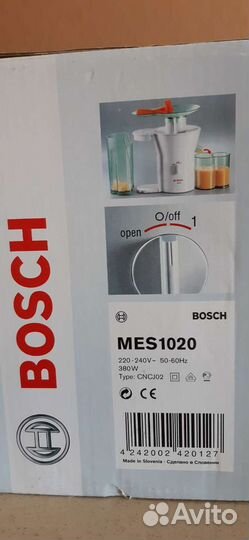 BOSCH
open O/off 1
BOSCH
BOSCH
MES1020
220-240V~ 50-60Hz
380W
Type: CNCJ02
4 242002 420127
Made in Slovenia · Сделано в Словении
Avito